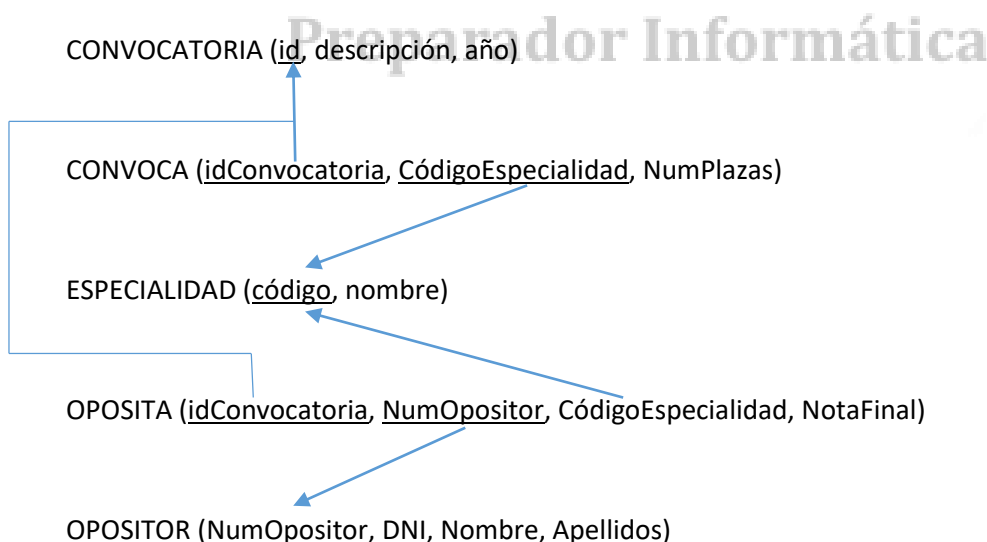 Preparador Informática
CONVOCATORIA (id, descripción, año)
CONVOCA (idConvocatoria, CódigoEspecialidad, NumPlazas)
ESPECIALIDAD (código, nombre)
OPOSITA (idConvocatoria, NumOpositor, CódigoEspecialidad, NotaFinal)
OPOSITOR (NumOpositor, DNI, Nombre, Apellidos)